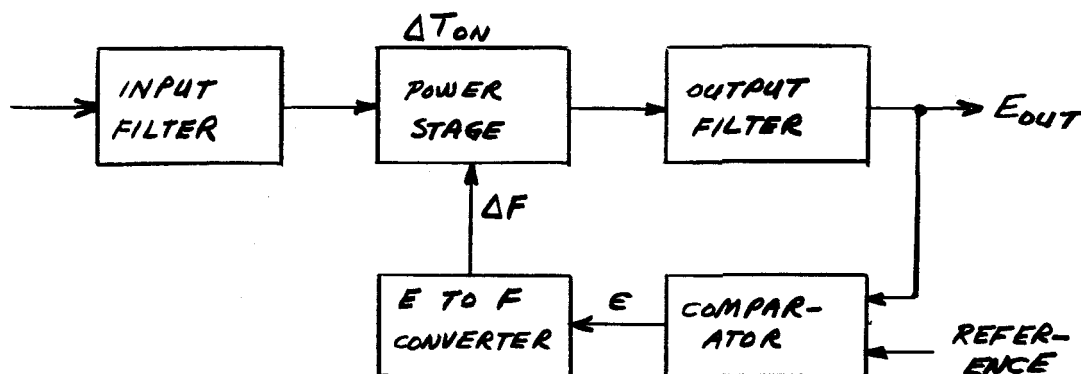 ΔTON
INPUT
FILTER
POWER
STAGE
OUTPUT
FILTER
EOUT
ΔF
E TO F
CONVERTER
ϵ
COMPAR-
ATOR
REFER-
ENCE